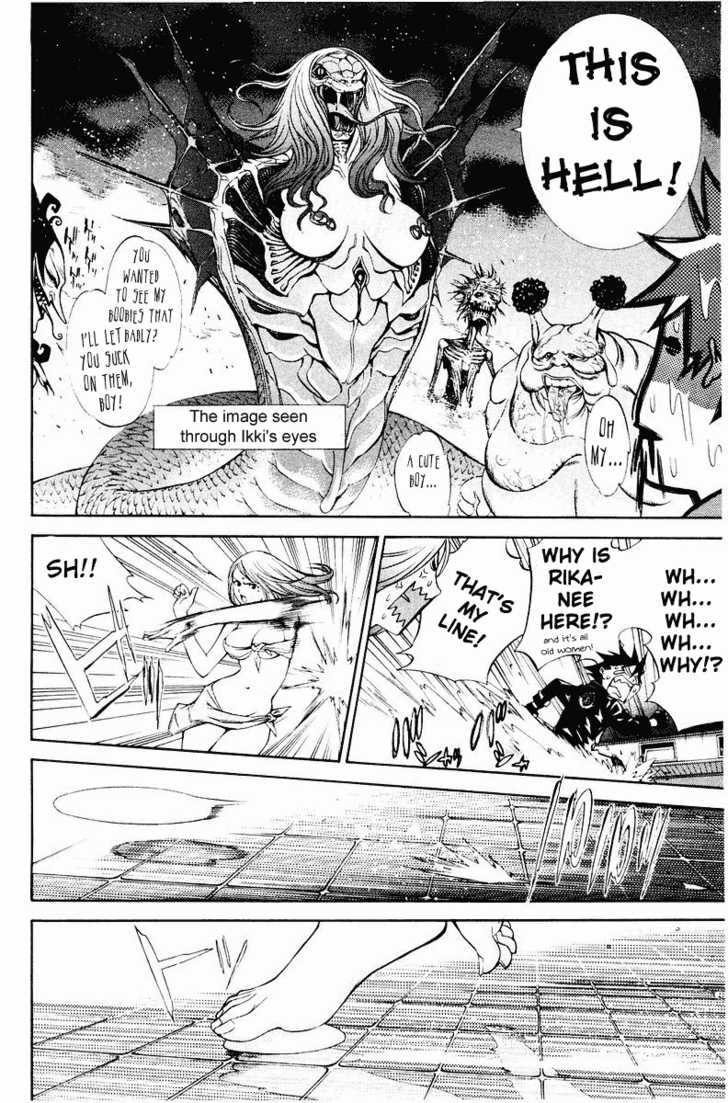 THIS
IS
HELL!
YOU
WANTED
TO SEE MY
BOOBIES THAT
I'LL LET BADLY?
YOU SUCK
ON THEM,
BOY!
The image seen
through Ikki's eyes
A CUTE
BOY...
OH
MY...
WH...
WH...
WH...
WH...
WHY!?
WHY IS
RIKA-
NEE
HERE!?
and it's all
old women!
THAT'S
MY
LINE!
SH!!